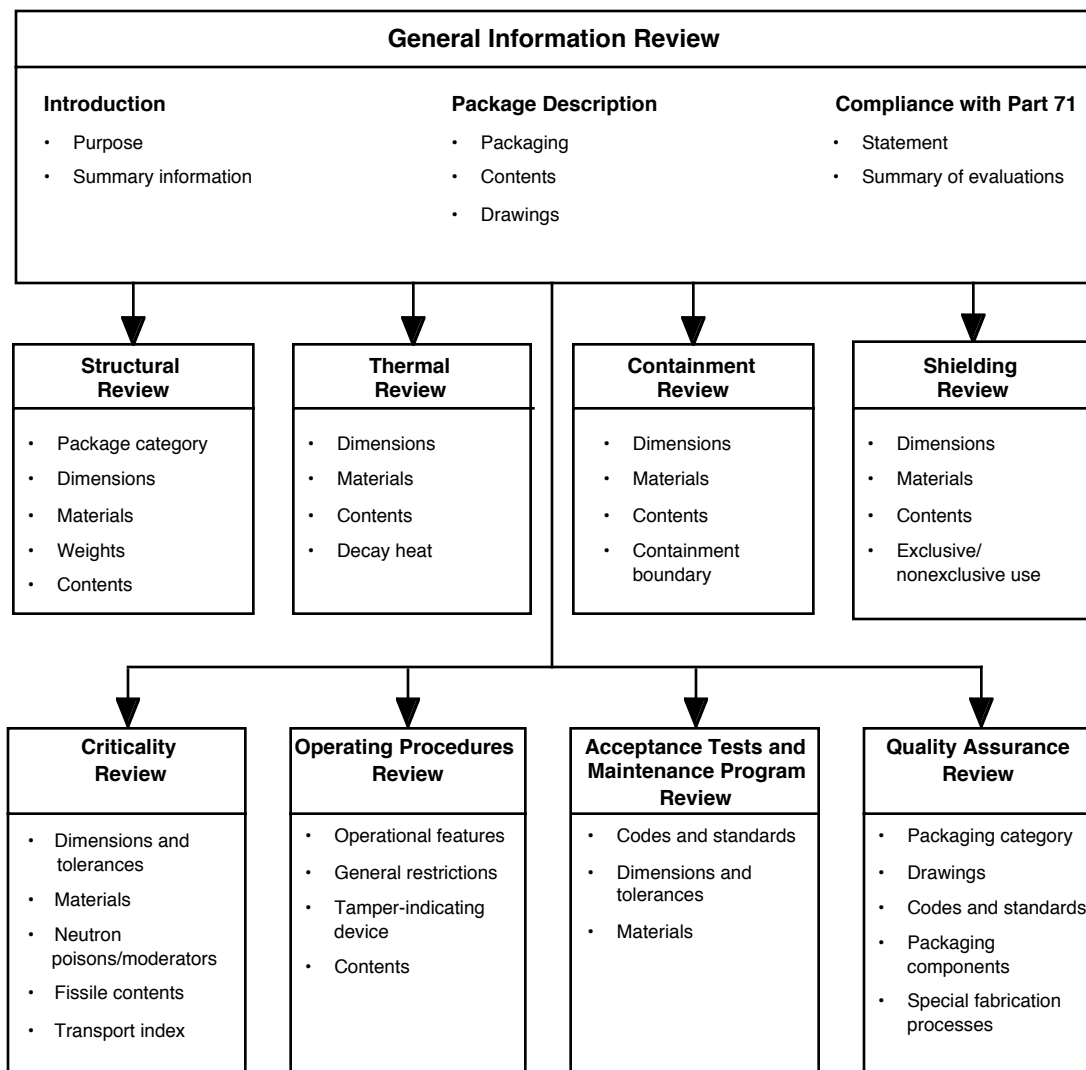 General Information Review
Introduction
• Purpose
• Summary information
Package Description
• Packaging
• Contents
• Drawings
Compliance with Part 71
• Statement
• Summary of evaluations
Structural
Review
• Package category
• Dimensions
• Materials
• Weights
• Contents
Thermal
Review
• Dimensions
• Materials
• Contents
• Decay heat
Containment
Review
• Dimensions
• Materials
• Contents
• Containment
boundary
Shielding
Review
• Dimensions
• Materials
• Contents
• Exclusive/
nonexclusive use
Criticality
Review
• Dimensions and
tolerances
• Materials
• Neutron
poisons/moderators
• Fissile contents
• Transport index
Operating Procedures
Review
• Operational features
• General restrictions
• Tamper-indicating
device
• Contents
Acceptance Tests and
Maintenance Program
Review
• Codes and standards
• Dimensions and
tolerances
• Materials
Quality Assurance
Review
• Packaging category
• Drawings
• Codes and standards
• Packaging
components
• Special fabrication
processes